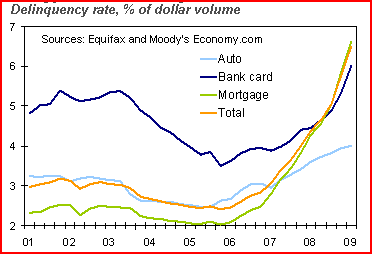 Delinquency rate, % of dollar volume
7
Sources: Equifax and Moody's Economy.com
Auto
Bank card
Mortgage
Total
6
5
4
3
2
01 02 03 04 05 06 07 08 09